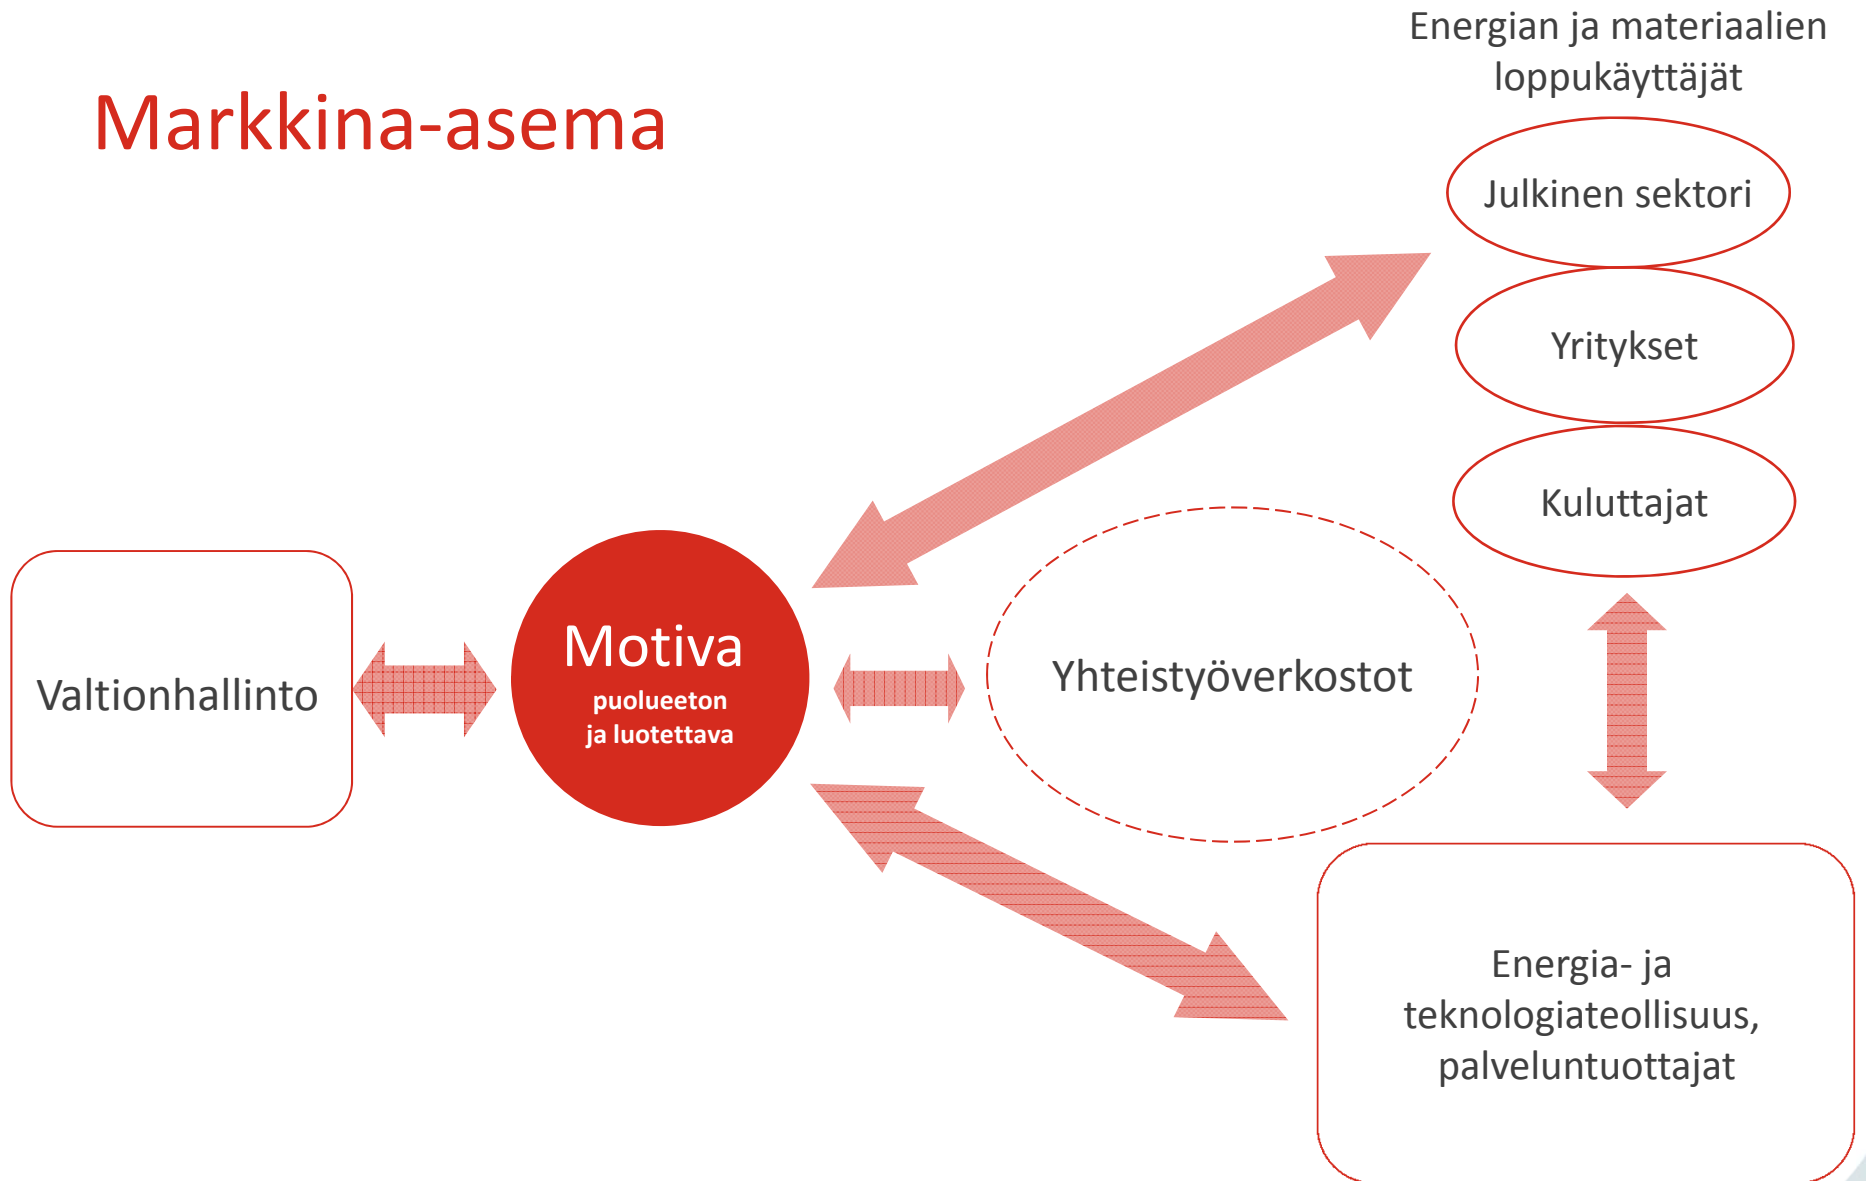 Markkina-asema
Energian ja materiaalien
loppukäyttäjät
Julkinen sektori
Yritykset
Kuluttajat
Valtionhallinto
Motiva
puolueeton
ja luotettava
Yhteistyöverkostot
Energia- ja
teknologiateollisuus,
palveluntuottajat